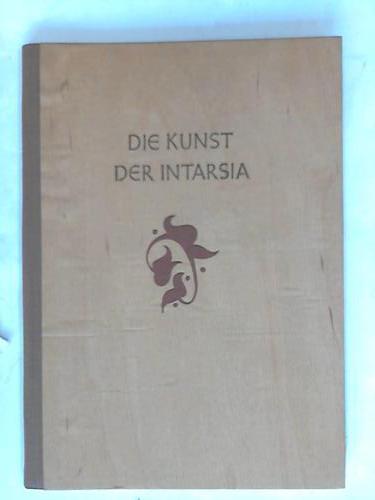 DIE KUNST
DER INTARSIA